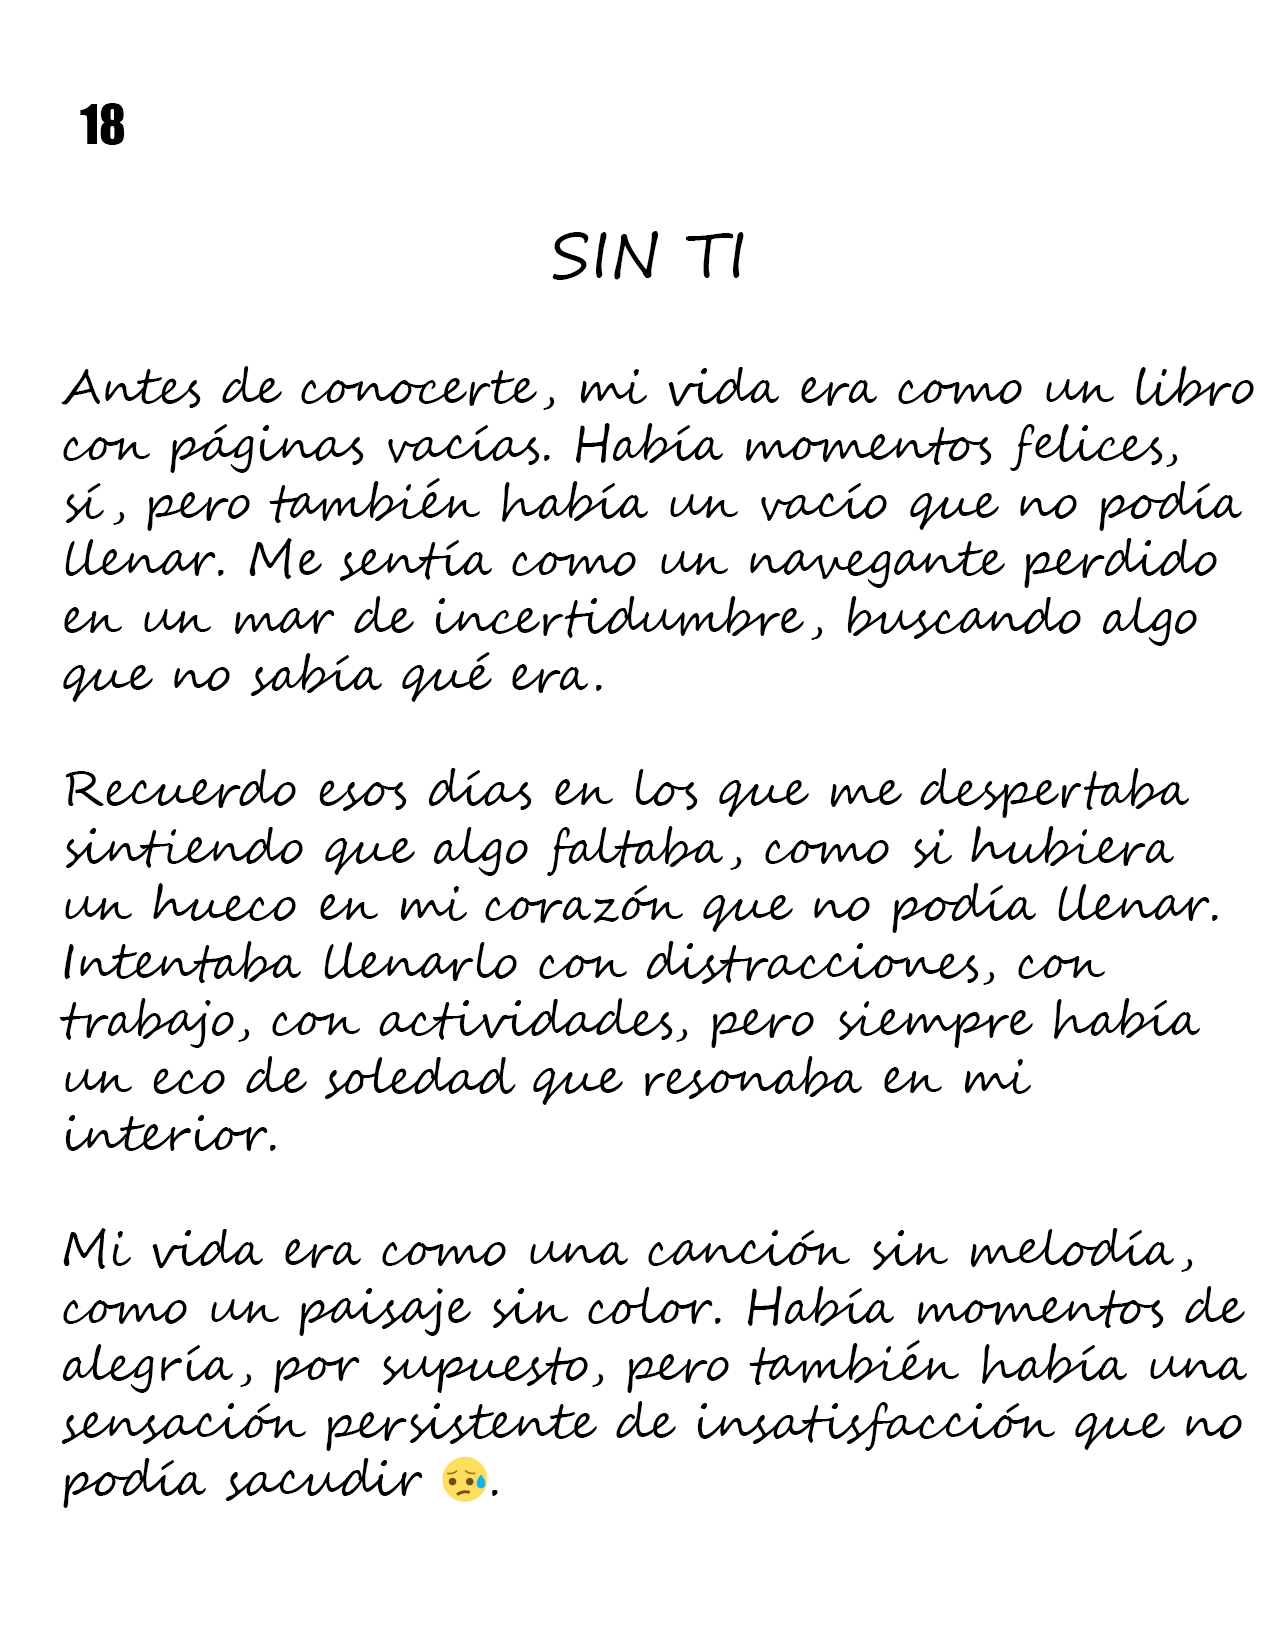 18
SIN TI
Antes de conocerte, mi vida era como un libro
con páginas vacías. Había momentos felices,
sí, pero también había un vacío que no podía
llenar. Me sentía como un navegante perdido
en un mar de incertidumbre, buscando algo
que no sabía qué era.
Recuerdo esos días en los que me despertaba
sintiendo que algo faltaba, como si hubiera
un hueco en mi corazón que no podía llenar.
Intentaba llenarlo con distracciones, con
trabajo, con actividades, pero siempre había
un eco de soledad que resonaba en mi
interior.
Mi vida era como una canción sin melodía,
como un paisaje sin color. Había momentos de
alegría, por supuesto, pero también había una
sensación persistente de insatisfacción que no
podía sacudir 😥.